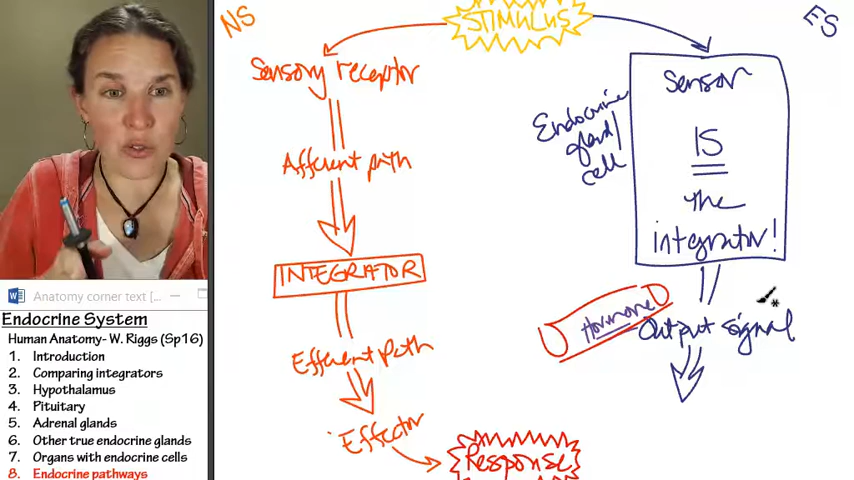 NS
STIMULUS
ES
Sensory receptor
Afferent path
INTEGRATOR
Efferent Path
Effector
Response
Endocrine
gland/
cell
Sensor
IS
the
integrator!
Hormone
Output signal
Anatomy corner text [...
Endocrine System
Human Anatomy- W. Riggs (Sp16)
1. Introduction
2. Comparing integrators
3. Hypothalamus
4. Pituitary
5. Adrenal glands
6. Other true endocrine glands
7. Organs with endocrine cells
8. Endocrine pathways